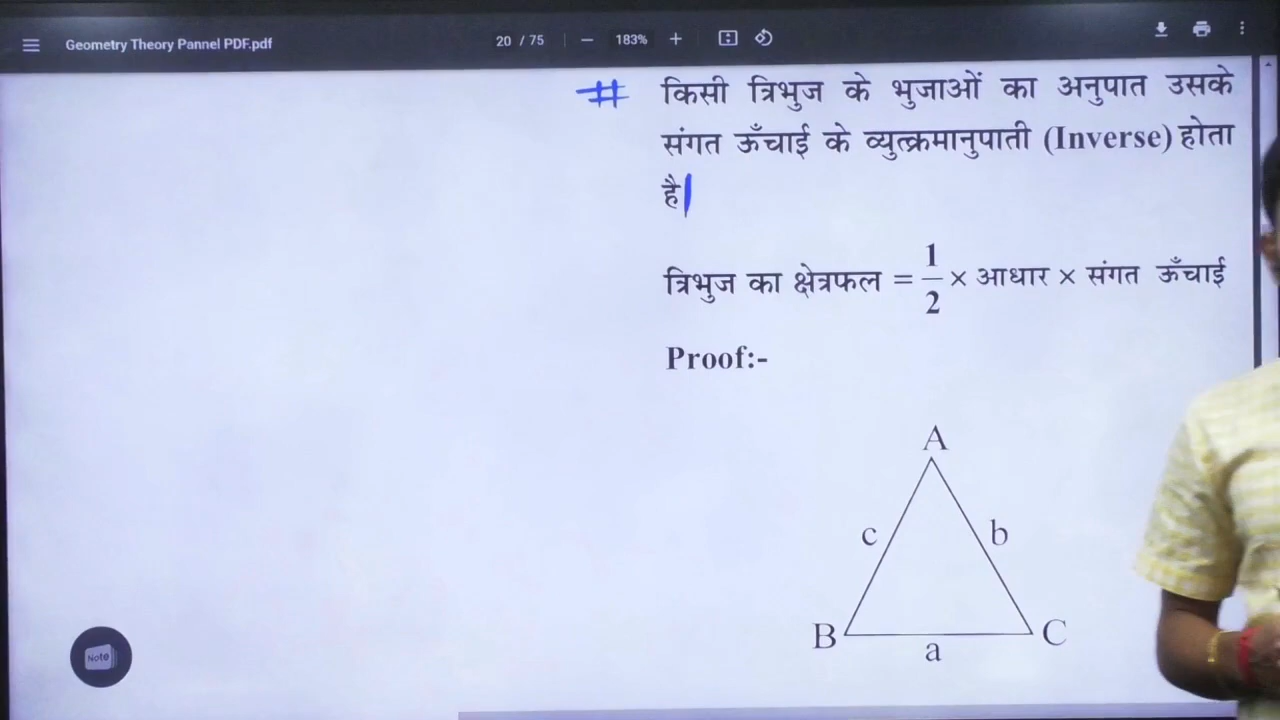 Geometry Theory Pannel PDF.pdf
20 / 75
183%
# किसी त्रिभुज के भुजाओं का अनुपात उसके
संगत ऊँचाई के व्युत्क्रमानुपाती (Inverse) होता
है|
त्रिभुज का क्षेत्रफल = 1/2 × आधार × संगत ऊँचाई
Proof:-
A
c b
B C
a
Note